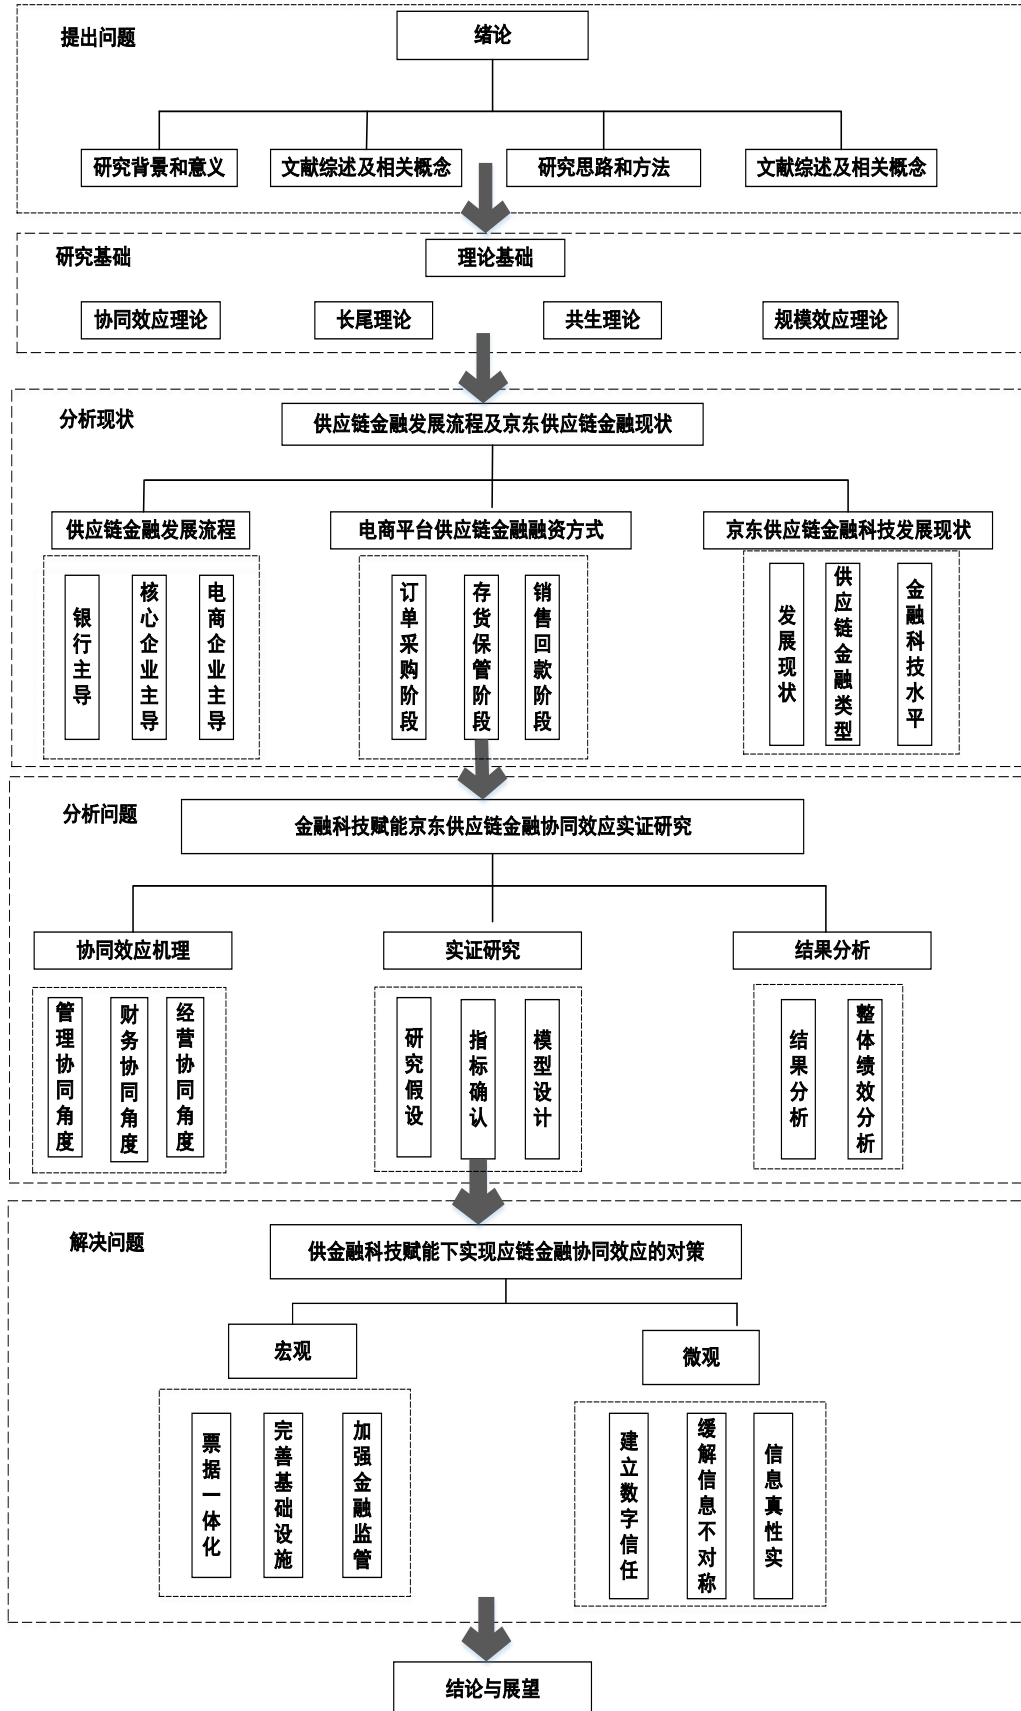 提出问题
绪论
研究背景和意义
文献综述及相关概念
研究思路和方法
文献综述及相关概念
研究基础
理论基础
协同效应理论
长尾理论
共生理论
规模效应理论
分析现状
供应链金融发展流程及京东供应链金融现状
供应链金融发展流程
电商平台供应链金融融资方式
京东供应链金融科技发展现状
银行主导
核心企业主导
电商企业主导
订单采购阶段
存货保管阶段
销售回款阶段
发展现状
供应链金融类型
金融科技水平
分析问题
金融科技赋能京东供应链金融协同效应实证研究
协同效应机理
实证研究
结果分析
管理协同角度
财务协同角度
经营协同角度
研究假设
指标确认
模型设计
结果分析
整体绩效分析
解决问题
供金融科技赋能下实现应链金融协同效应的对策
宏观
微观
票据一体化
完善基础设施
加强金融监管
建立数字信任
缓解信息不对称
信息真性实
结论与展望